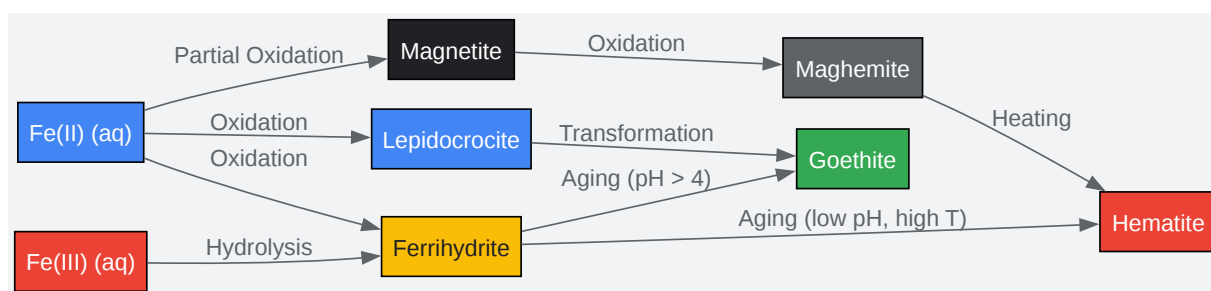 Partial Oxidation
Magnetite
Oxidation
Maghemite
Fe(II) (aq)
Oxidation
Lepidocrocite
Transformation
Goethite
Heating
Oxidation
Aging (pH > 4)
Ferrihydrite
Aging (low pH, high T)
Hematite
Fe(III) (aq)
Hydrolysis